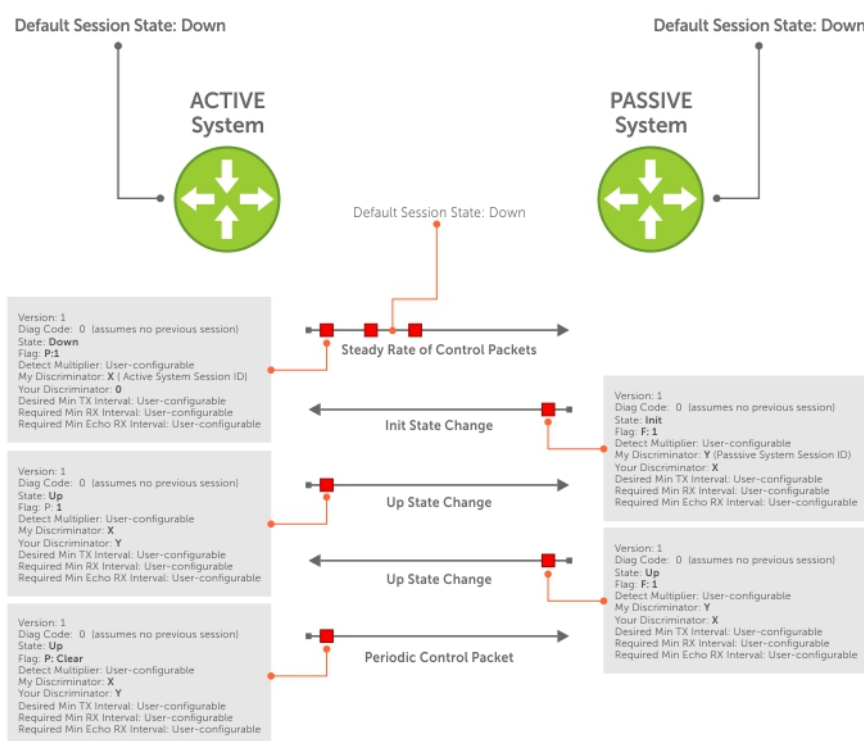 Default Session State: Down
Default Session State: Down
ACTIVE
System
PASSIVE
System
Default Session State: Down
Version: 1
Diag Code: 0 (assumes no previous session)
State: Down
Flag: P:1
Detect Multiplier: User-configurable
My Discriminator: X ( Active System Session ID)
Your Discriminator: 0
Desired Min TX Interval: User-configurable
Required Min RX Interval: User-configurable
Required Min Echo RX Interval: User-configurable
Steady Rate of Control Packets
Init State Change
Version: 1
Diag Code: 0 (assumes no previous session)
State: Init
Flag: F: 1
Detect Multiplier: User-configurable
My Discriminator: Y (Passsive System Session ID)
Your Discriminator: X
Desired Min TX Interval: User-configurable
Required Min RX Interval: User-configurable
Required Min Echo RX Interval: User-configurable
Version: 1
Diag Code: 0 (assumes no previous session)
State: Up
Flag: P: 1
Detect Multiplier: User-configurable
My Discriminator: X
Your Discriminator: Y
Desired Min TX Interval: User-configurable
Required Min RX Interval: User-configurable
Required Min Echo RX Interval: User-configurable
Up State Change
Up State Change
Version: 1
Diag Code: 0 (assumes no previous session)
State: Up
Flag: F: 1
Detect Multiplier: User-configurable
My Discriminator: Y
Your Discriminator: X
Desired Min TX Interval: User-configurable
Required Min RX Interval: User-configurable
Required Min Echo RX Interval: User-configurable
Version: 1
Diag Code: 0 (assumes no previous session)
State: Up
Flag: P: Clear
Detect Multiplier: User-configurable
My Discriminator: X
Your Discriminator: Y
Desired Min TX Interval: User-configurable
Required Min RX Interval: User-configurable
Required Min Echo RX Interval: User-configurable
Periodic Control Packet